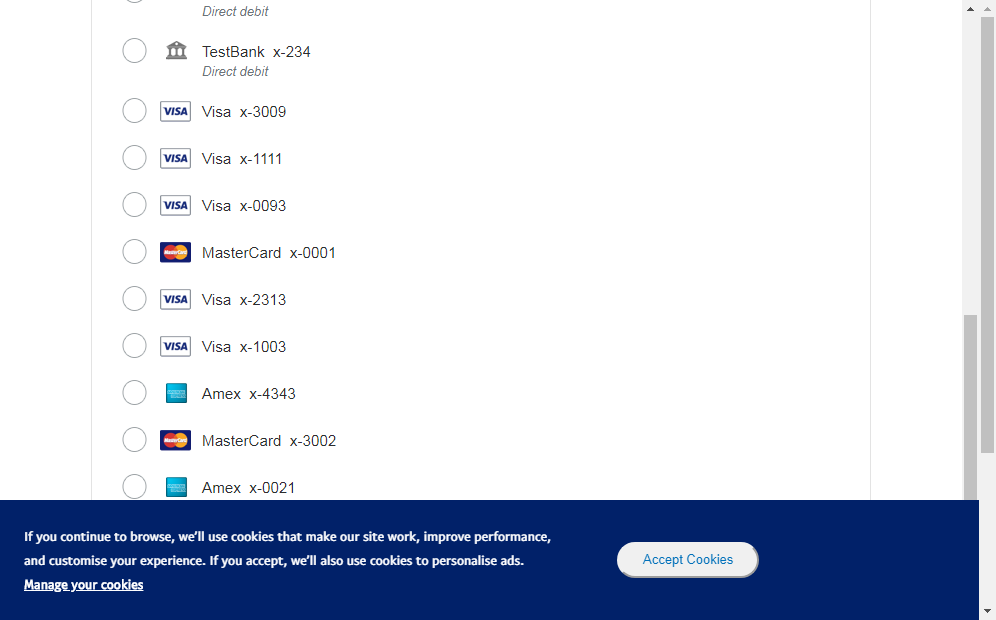 Direct debit
TestBank x-234
Direct debit
VISA Visa x-3009
VISA Visa x-1111
VISA Visa x-0093
MasterCard MasterCard x-0001
VISA Visa x-2313
VISA Visa x-1003
Amex x-4343
MasterCard MasterCard x-3002
Amex x-0021
If you continue to browse, we'll use cookies that make our site work, improve performance,
and customise your experience. If you accept, we'll also use cookies to personalise ads.
Manage your cookies
Accept Cookies